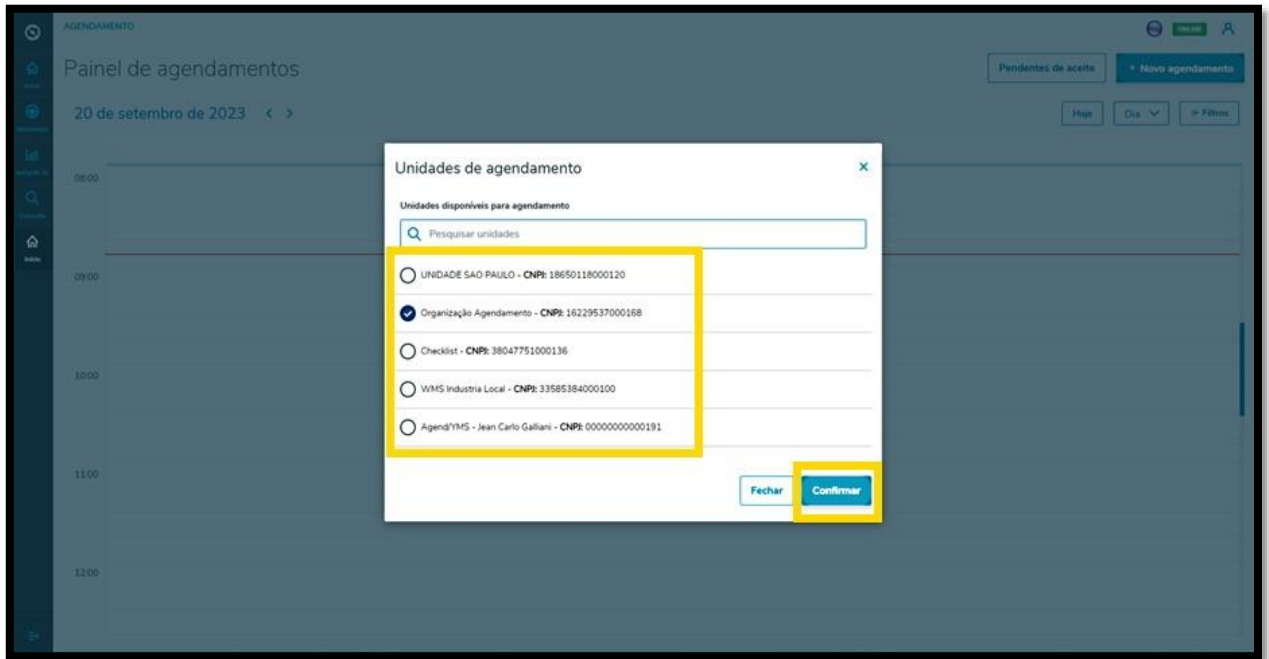 AGENDAMENTO
ONLINE
Painel de agendamentos
Pendentes de aceite
+ Novo agendamento
20 de setembro de 2023 < >
Hoje
Dia
Filtros
Início
Início
08:00
09:00
10:00
11:00
12:00
Unidades de agendamento
×
Unidades disponíveis para agendamento
Pesquisar unidades
UNIDADE SAO PAULO - CNPJ: 18650118000120
Organização Agendamento - CNPJ: 16229537000168
Checklist - CNPJ: 38047751000136
WMS Industria Local - CNPJ: 33585384000100
Agend/YMS - Jean Carlo Galliani - CNPJ: 00000000000191
Fechar
Confirmar